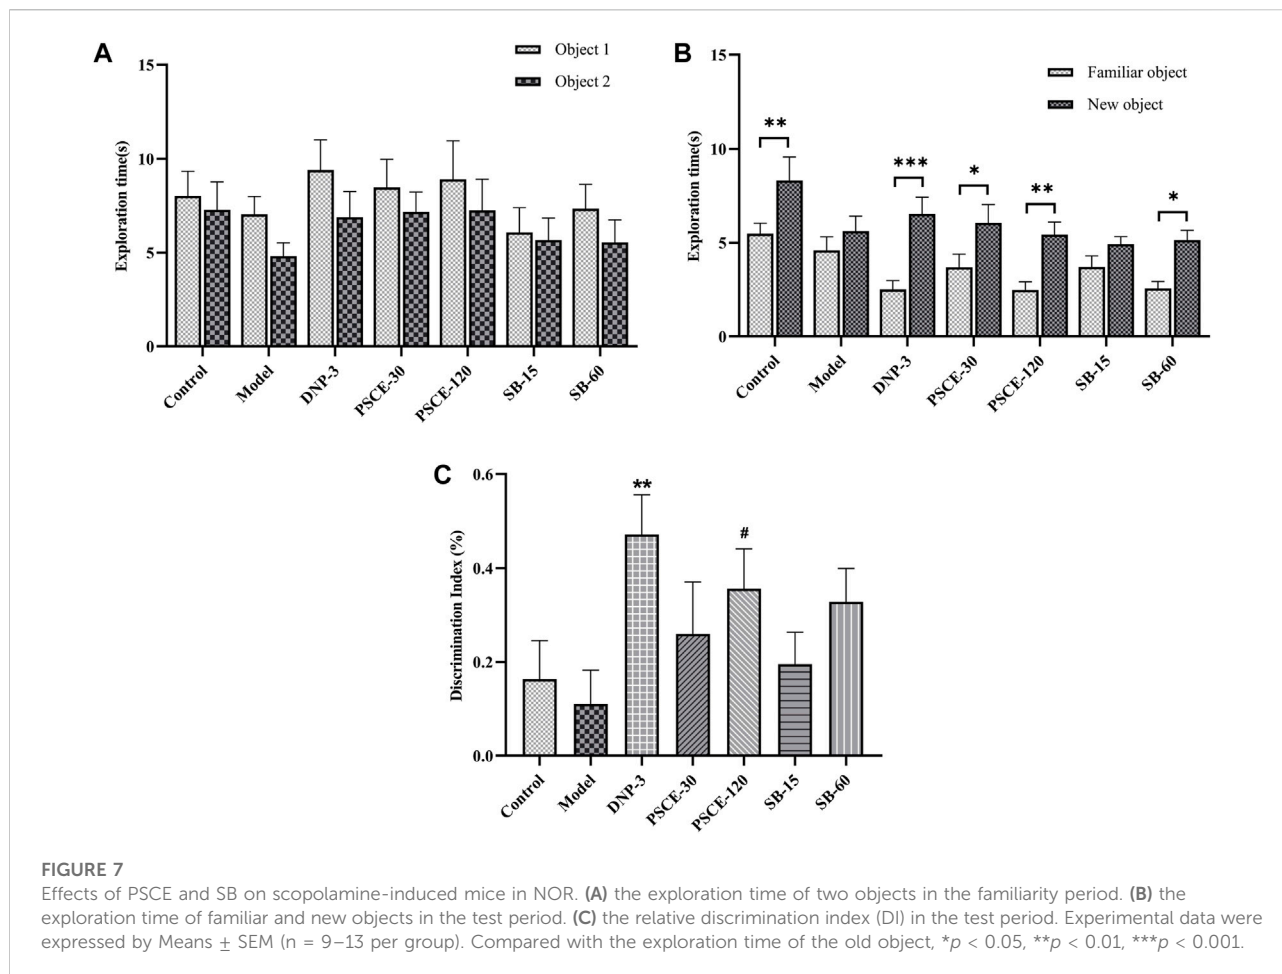 A
Object 1
Object 2
15
10
5
0
Exploration time(s)
Control
Model
DNP-3
PSCE-30
PSCE-120
SB-15
SB-60
B
Familiar object
New object
15
10
5
0
Exploration time(s)
**
***
*
**
*
Control
Model
DNP-3
PSCE-30
PSCE-120
SB-15
SB-60
C
0.6
0.4
0.2
0.0
Discrimination Index (%)
**
#
Control
Model
DNP-3
PSCE-30
PSCE-120
SB-15
SB-60
FIGURE 7
Effects of PSCE and SB on scopolamine-induced mice in NOR. (A) the exploration time of two objects in the familiarity period. (B) the
exploration time of familiar and new objects in the test period. (C) the relative discrimination index (DI) in the test period. Experimental data were
expressed by Means ± SEM (n = 9–13 per group). Compared with the exploration time of the old object, *p < 0.05, **p < 0.01, ***p < 0.001.